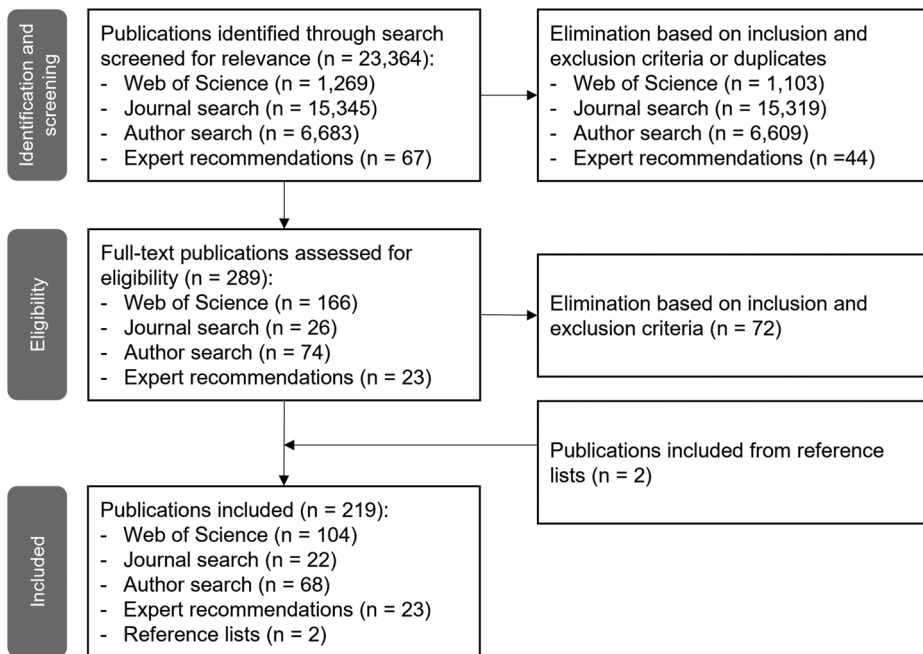 Identification and
screening
Publications identified through search
screened for relevance (n = 23,364):
- Web of Science (n = 1,269)
- Journal search (n = 15,345)
- Author search (n = 6,683)
- Expert recommendations (n = 67)
Elimination based on inclusion and
exclusion criteria or duplicates
- Web of Science (n = 1,103)
- Journal search (n = 15,319)
- Author search (n = 6,609)
- Expert recommendations (n =44)
Eligibility
Full-text publications assessed for
eligibility (n = 289):
- Web of Science (n = 166)
- Journal search (n = 26)
- Author search (n = 74)
- Expert recommendations (n = 23)
Elimination based on inclusion and
exclusion criteria (n = 72)
Publications included from reference
lists (n = 2)
Included
Publications included (n = 219):
- Web of Science (n = 104)
- Journal search (n = 22)
- Author search (n = 68)
- Expert recommendations (n = 23)
- Reference lists (n = 2)